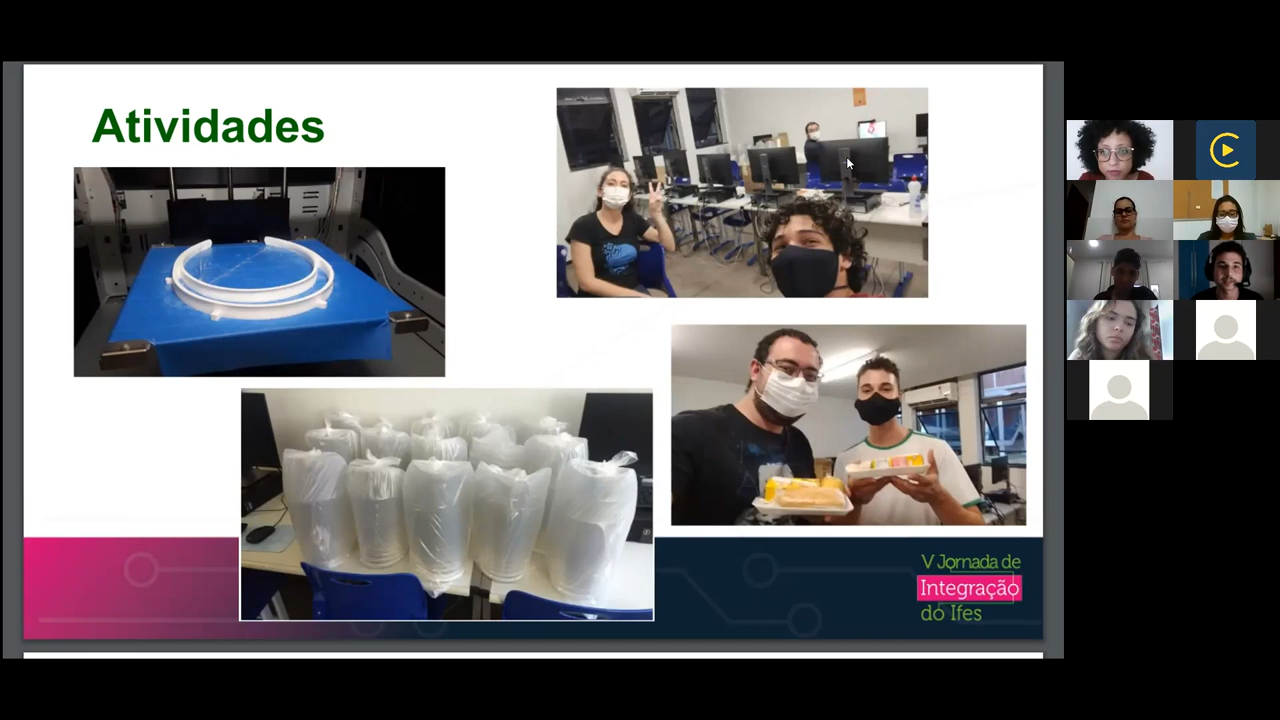 Atividades
V Jornada de
Integração
do Ifes